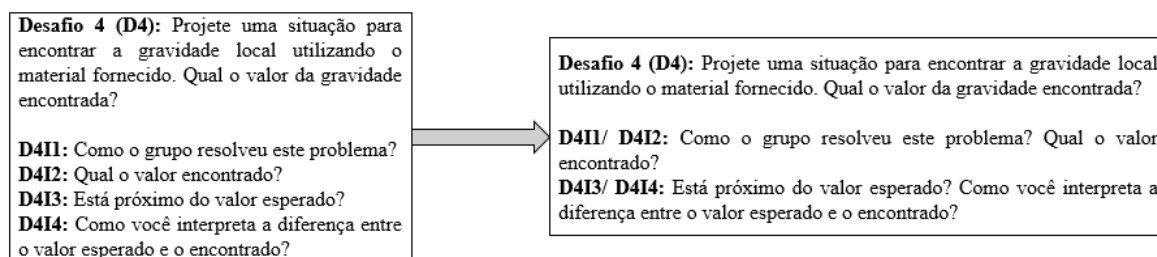 Desafio 4 (D4): Projete uma situação para
encontrar a gravidade local utilizando o
material fornecido. Qual o valor da gravidade
encontrada?
D4I1: Como o grupo resolveu este problema?
D4I2: Qual o valor encontrado?
D4I3: Está próximo do valor esperado?
D4I4: Como você interpreta a diferença entre
o valor esperado e o encontrado?
Desafio 4 (D4): Projete uma situação para encontrar a gravidade local
utilizando o material fornecido. Qual o valor da gravidade encontrada?
D4I1/ D4I2: Como o grupo resolveu este problema? Qual o valor
encontrado?
D4I3/ D4I4: Está próximo do valor esperado? Como você interpreta a
diferença entre o valor esperado e o encontrado?